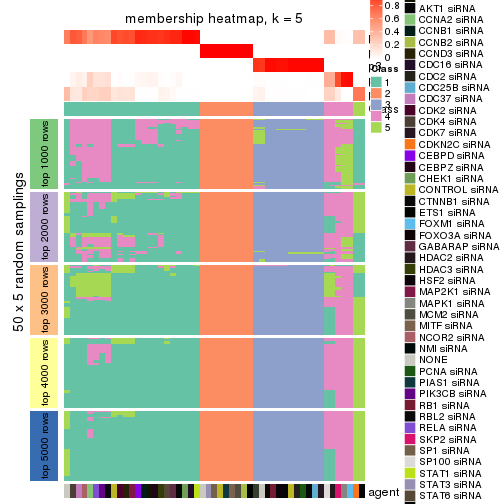 membership heatmap, k = 5
50 x 5 random samplings
top 1000 rows
top 2000 rows
top 3000 rows
top 4000 rows
top 5000 rows
0.8
0.6
0.4
0.2
0
Class
1
2
3
4
5
agent
AKT1 siRNA
CCNA2 siRNA
CCNB1 siRNA
CCNB2 siRNA
CCND3 siRNA
CDC16 siRNA
CDC2 siRNA
CDC25B siRNA
CDC37 siRNA
CDK2 siRNA
CDK4 siRNA
CDK7 siRNA
CDKN2C siRNA
CEBPD siRNA
CEBPZ siRNA
CHEK1 siRNA
CONTROL siRNA
CTNNB1 siRNA
ETS1 siRNA
FOXM1 siRNA
FOXO3A siRNA
GABARAP siRNA
HDAC2 siRNA
HDAC3 siRNA
HSF2 siRNA
MAP2K1 siRNA
MAPK1 siRNA
MCM2 siRNA
MITF siRNA
NCOR2 siRNA
NMI siRNA
NONE
PCNA siRNA
PIAS1 siRNA
PIK3CB siRNA
RB1 siRNA
RBL2 siRNA
RELA siRNA
SKP2 siRNA
SP1 siRNA
SP100 siRNA
STAT1 siRNA
STAT3 siRNA
STAT6 siRNA